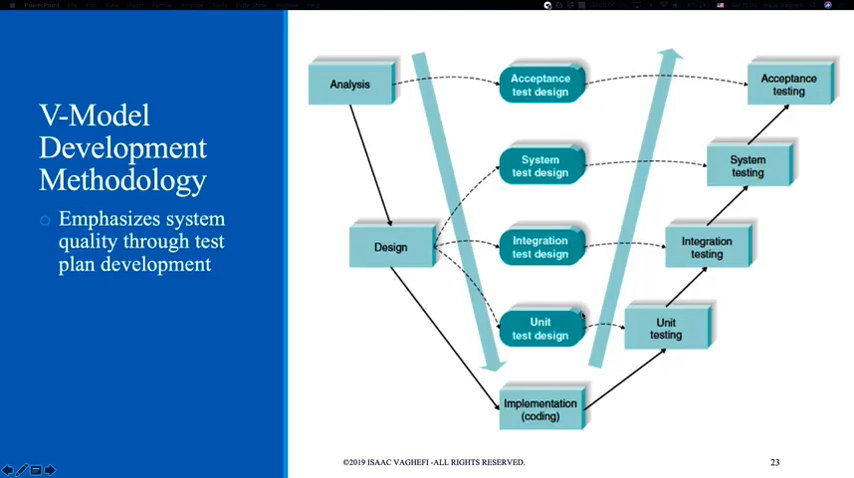 V-Model
Development
Methodology
Emphasizes system
quality through test
plan development
Analysis
Acceptance
test design
Acceptance
testing
System
test design
System
testing
Design
Integration
test design
Integration
testing
Unit
test design
Unit
testing
Implementation
(coding)
©2019 ISAAC VAGHEFI -ALL RIGHTS RESERVED.
23